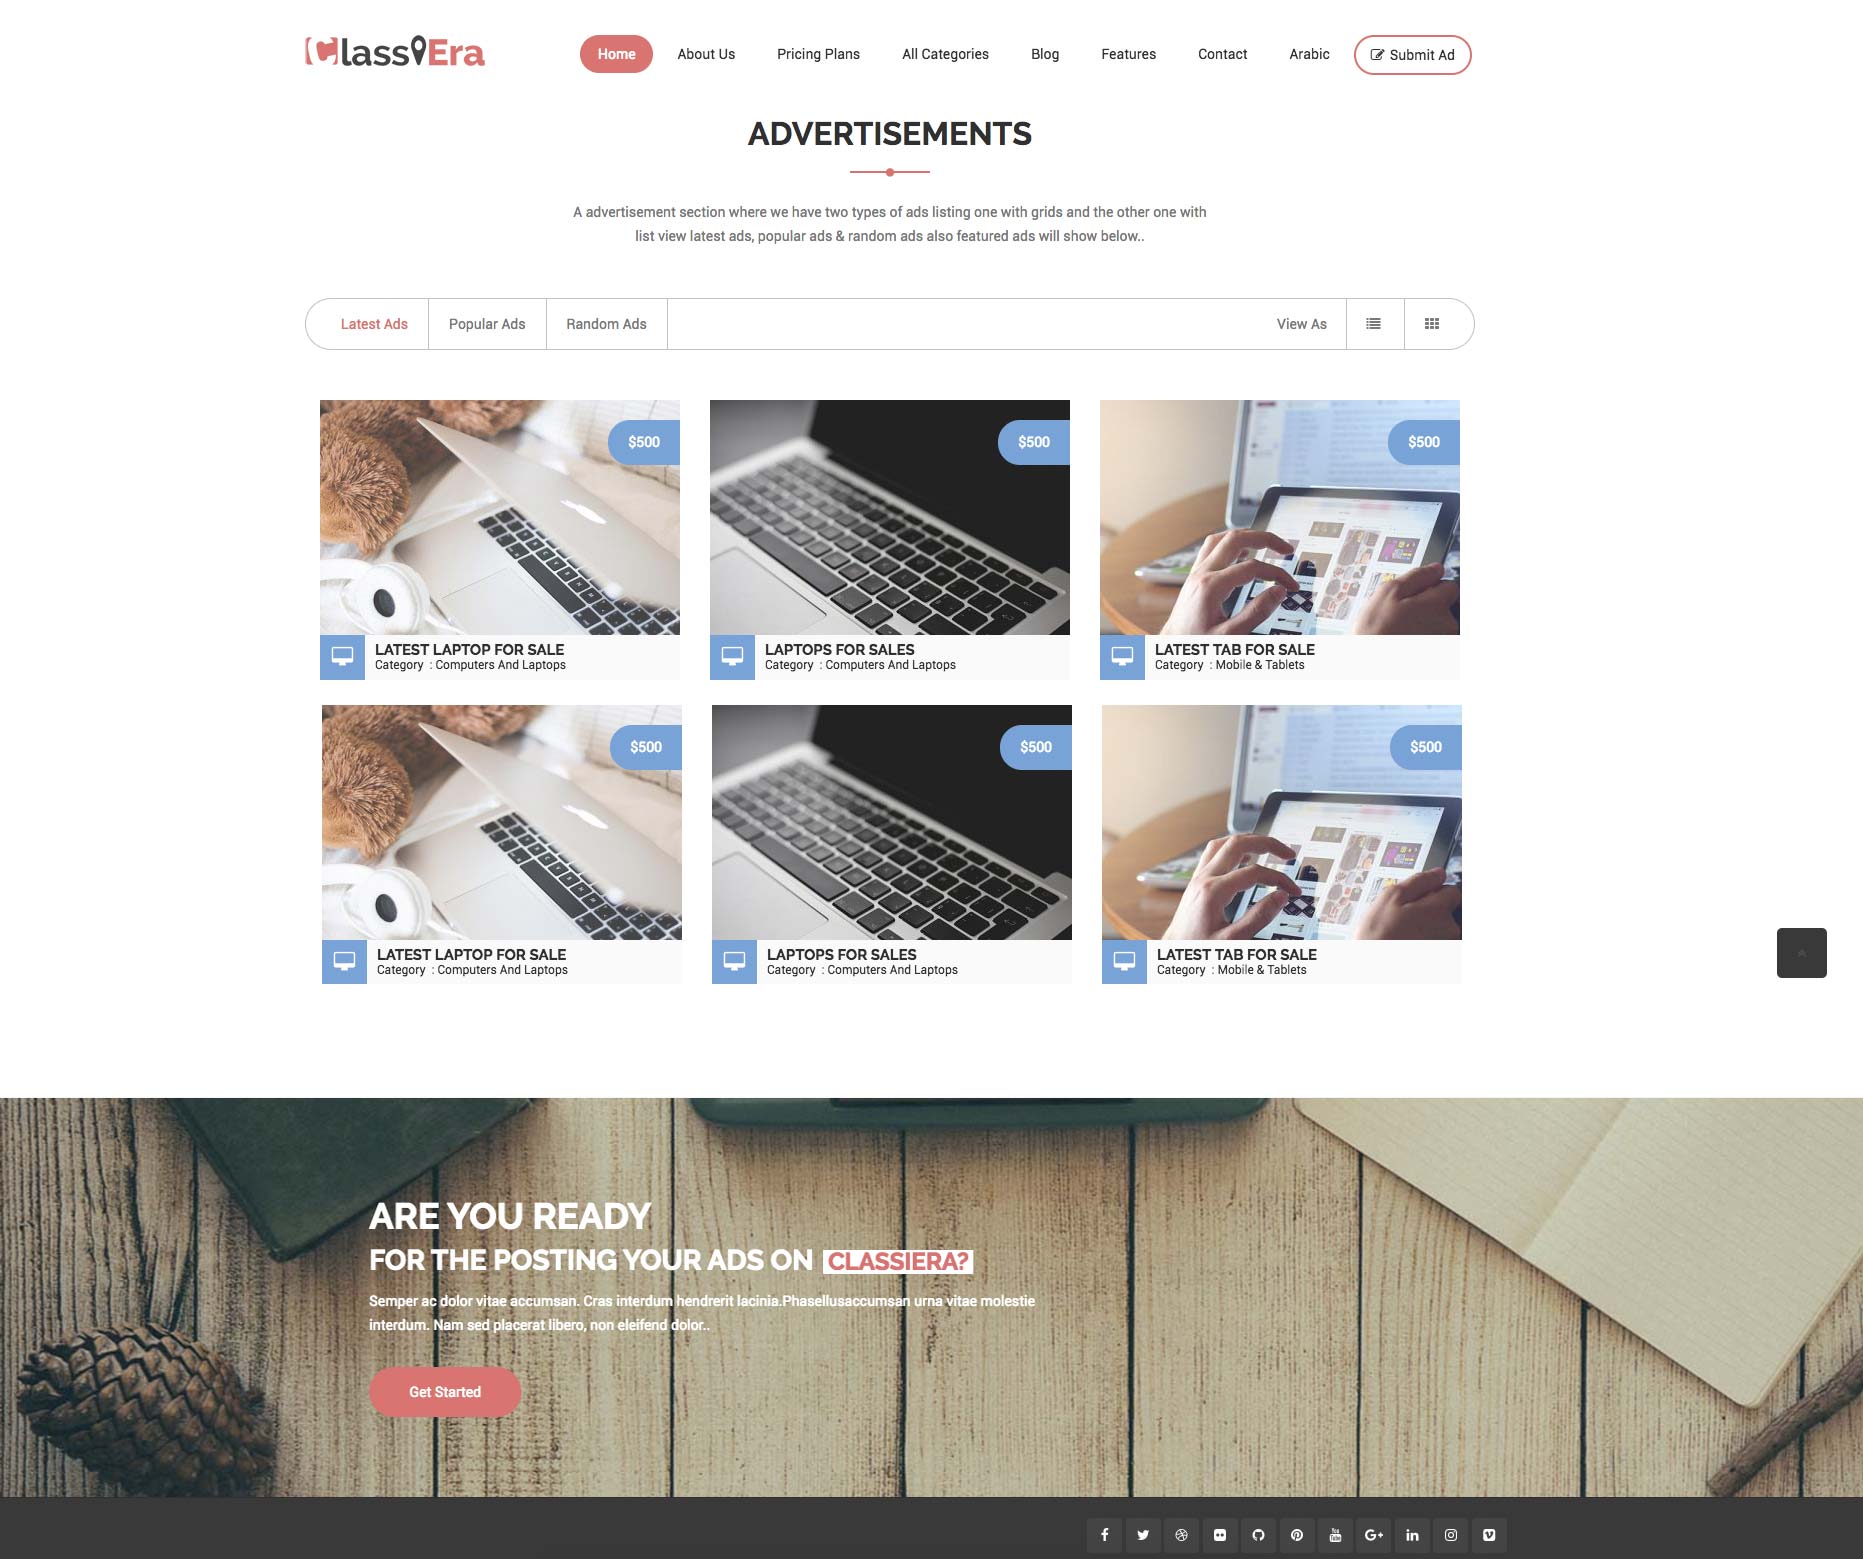 ClassiEra
Home About Us Pricing Plans All Categories Blog Features Contact Arabic Submit Ad
ADVERTISEMENTS
A advertisement section where we have two types of ads listing one with grids and the other one with
list view latest ads, popular ads & random ads also featured ads will show below..
Latest Ads Popular Ads Random Ads View As
$500 $500 $500
LATEST LAPTOP FOR SALE LAPTOPS FOR SALES LATEST TAB FOR SALE
Category : Computers And Laptops Category : Computers And Laptops Category : Mobile & Tablets
$500 $500 $500
LATEST LAPTOP FOR SALE LAPTOPS FOR SALES LATEST TAB FOR SALE
Category : Computers And Laptops Category : Computers And Laptops Category : Mobile & Tablets
ARE YOU READY
FOR THE POSTING YOUR ADS ON CLASSIERA?
Semper ac dolor vitae accumsan. Cras interdum hendrerit lacinia.Phasellusaccumsan urna vitae molestie
interdum. Nam sed placerat libero, non eleifend dolor..
Get Started